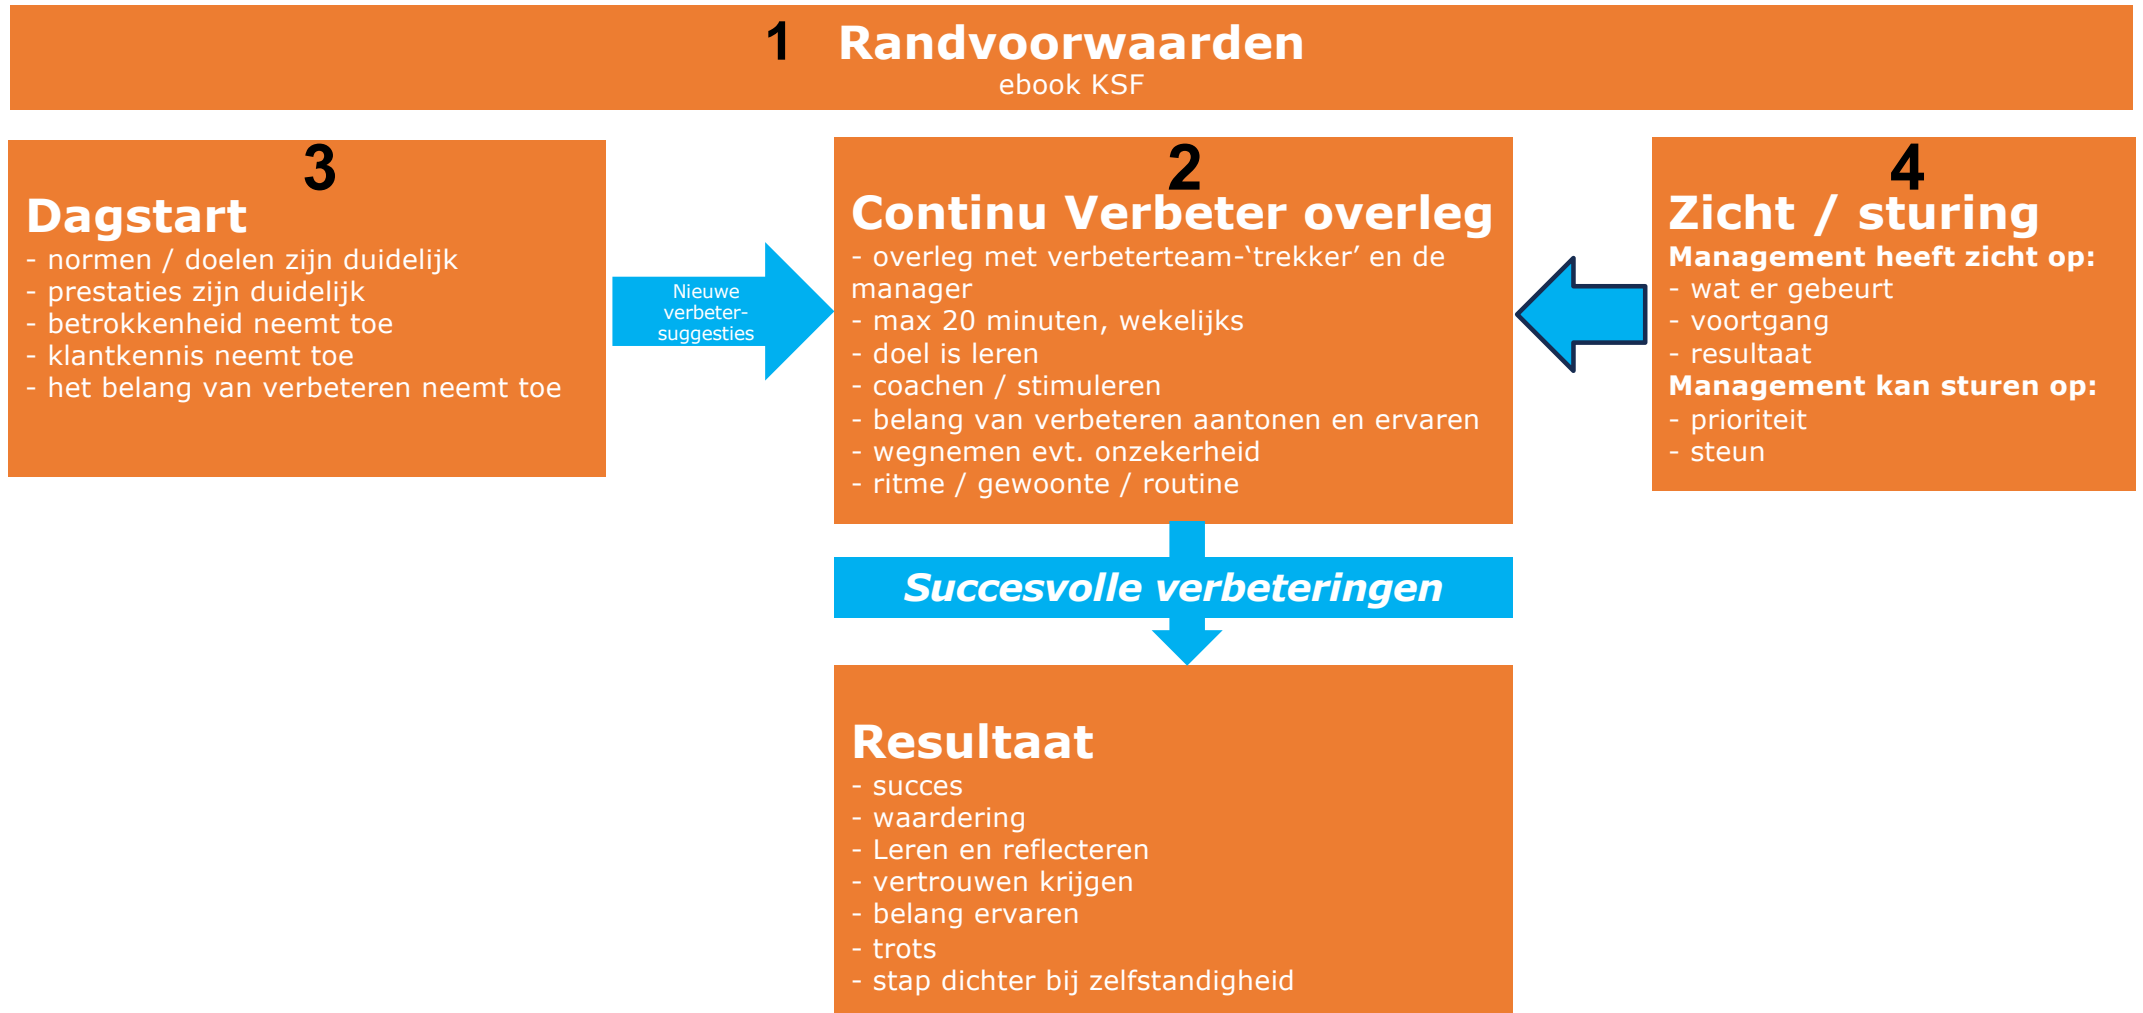 1 Randvoorwaarden
ebook KSF
3
Dagstart
- normen / doelen zijn duidelijk
- prestaties zijn duidelijk
- betrokkenheid neemt toe
- klantkennis neemt toe
- het belang van verbeteren neemt toe
Nieuwe
verbeter-
suggesties
2
Continu Verbeter overleg
- overleg met verbeterteam-‘trekker’ en de
manager
- max 20 minuten, wekelijks
- doel is leren
- coachen / stimuleren
- belang van verbeteren aantonen en ervaren
- wegnemen evt. onzekerheid
- ritme / gewoonte / routine
4
Zicht / sturing
Management heeft zicht op:
- wat er gebeurt
- voortgang
- resultaat
Management kan sturen op:
- prioriteit
- steun
Succesvolle verbeteringen
Resultaat
- succes
- waardering
- Leren en reflecteren
- vertrouwen krijgen
- belang ervaren
- trots
- stap dichter bij zelfstandigheid